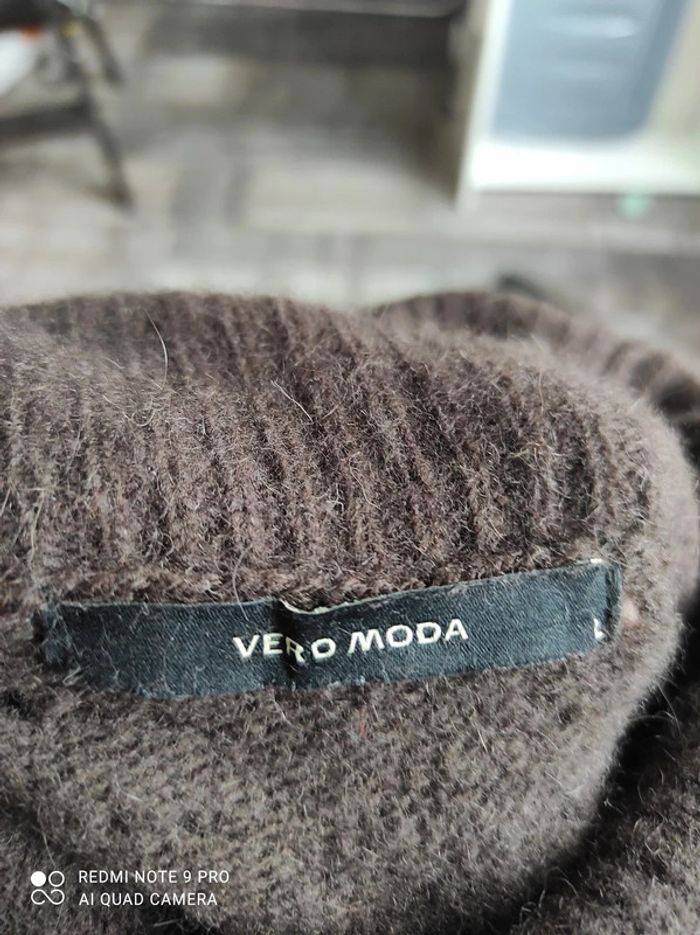 VERO MODA
REDMI NOTE 9 PRO
AI QUAD CAMERA